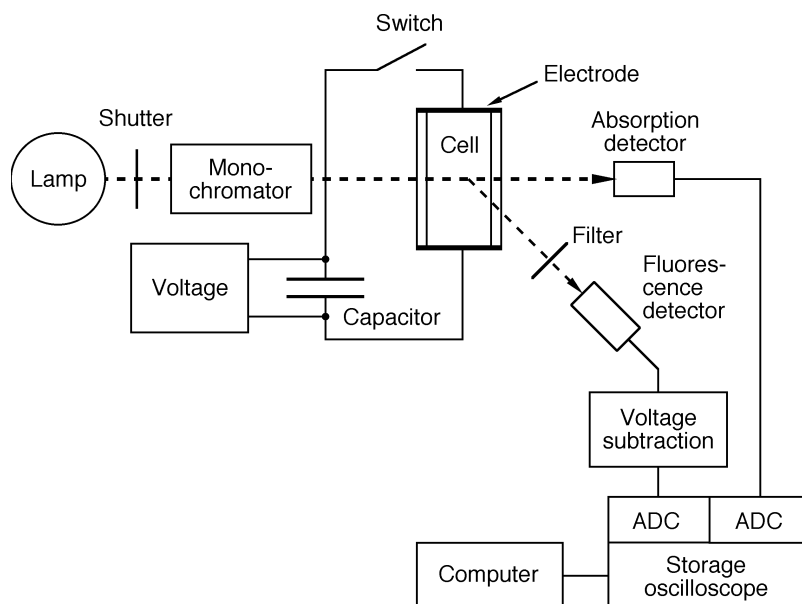 Switch
Electrode
Shutter
Absorption
detector
Cell
Lamp
Mono-
chromator
Filter
Fluores-
cence
detector
Voltage
Capacitor
Voltage
subtraction
ADC
ADC
Computer
Storage
oscilloscope